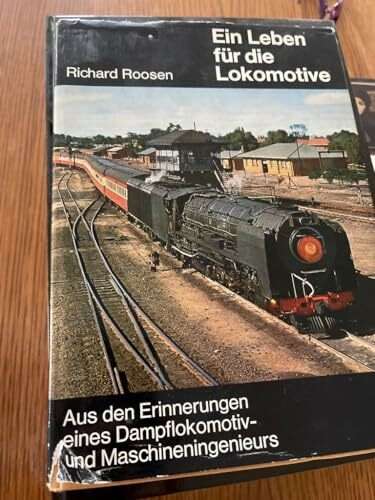 Richard Roosen
Ein Leben
für die
Lokomotive
Aus den Erinnerungen
eines Dampflokomotiv-
und Maschineningenieurs